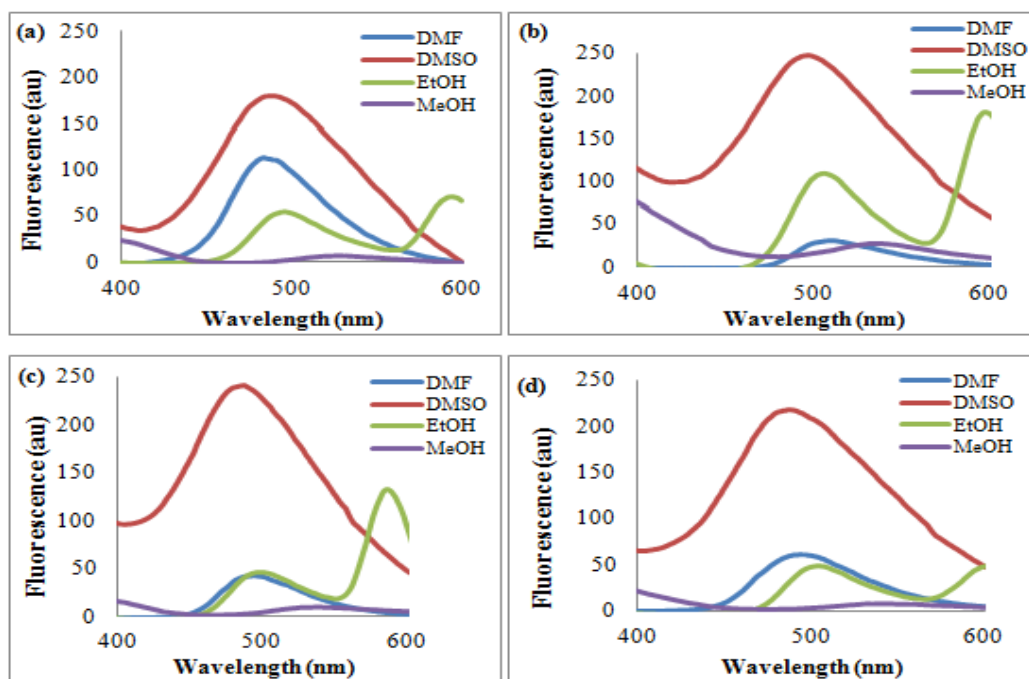 (a)
250
200
150
100
50
0
400
500
600
Fluorescence (au)
Wavelength (nm)
DMF
DMSO
EtOH
MeOH
(b)
250
200
150
100
50
0
400
500
600
Fluorescence (au)
Wavelength (nm)
DMF
DMSO
EtOH
MeOH
(c)
250
200
150
100
50
0
400
500
600
Fluorescence (au)
Wavelength (nm)
DMF
DMSO
EtOH
MeOH
(d)
250
200
150
100
50
0
400
500
600
Fluorescence (au)
Wavelength (nm)
DMF
DMSO
EtOH
MeOH